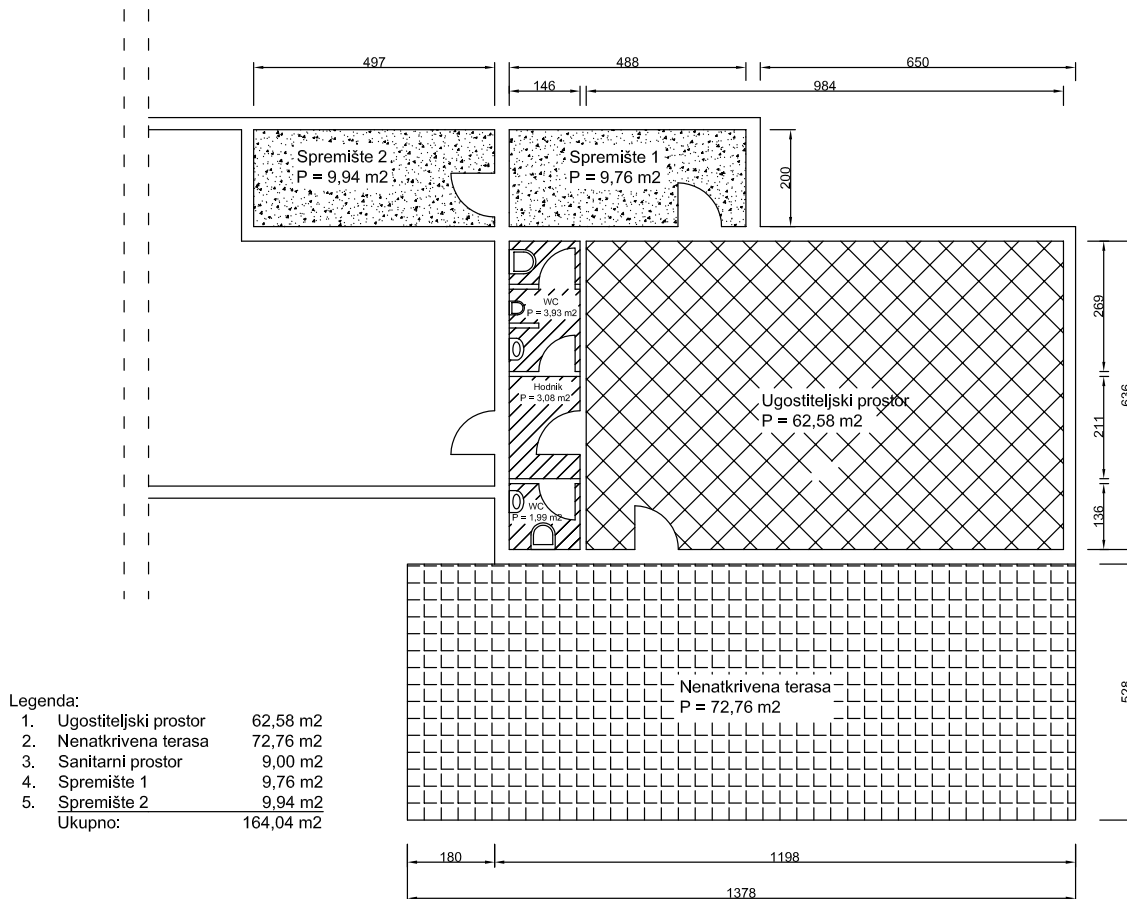 497
488
650
146
984
Spremište 2
P = 9,94 m2
Spremište 1
P = 9,76 m2
200
WC
P = 3,93 m2
269
Hodnik
P = 3,08 m2
Ugostiteljski prostor
P = 62,58 m2
636
211
WC
P = 1,99 m2
136
Nenatkrivena terasa
P = 72,76 m2
528
Legenda:
1. Ugostiteljski prostor 62,58 m2
2. Nenatkrivena terasa 72,76 m2
3. Sanitarni prostor 9,00 m2
4. Spremište 1 9,76 m2
5. Spremište 2 9,94 m2
Ukupno: 164,04 m2
180
1198
1378